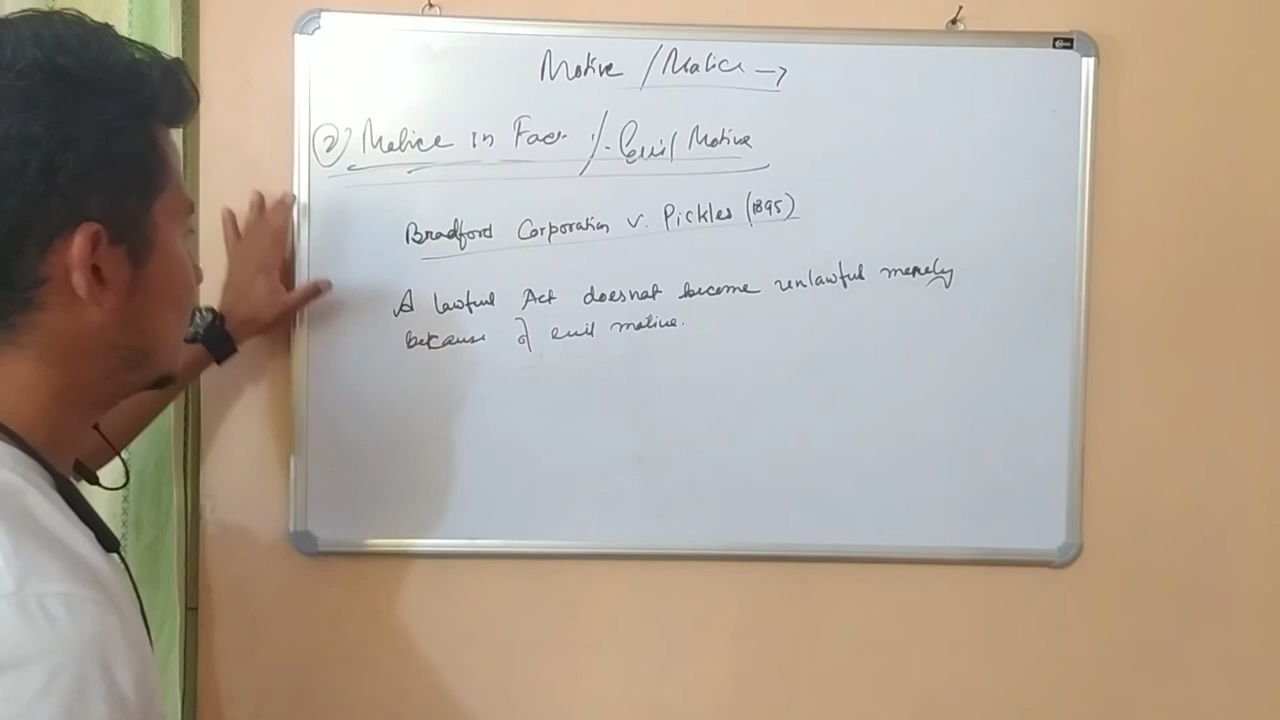 Motive / Malice →
② Malice in Fact / Evil Motive
Bradford Corporation v. Pickles (1895)
A lawful Act doesnot become unlawful merely
because of evil motive.